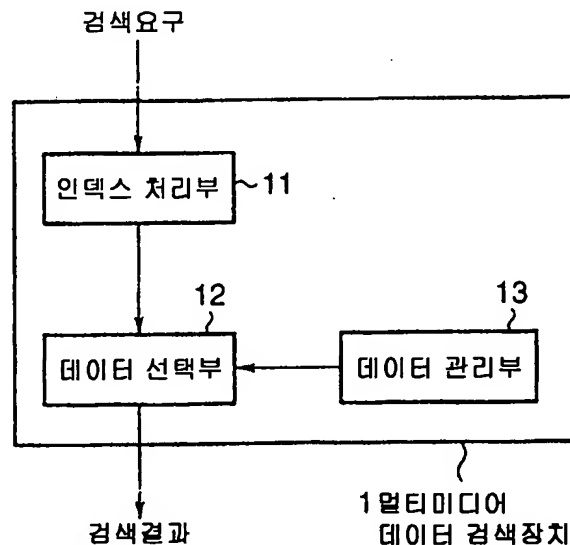 검색요구
인덱스 처리부
11
12
13
데이터 선택부
데이터 관리부
1 멀티미디어
데이터 검색장치
검색결과